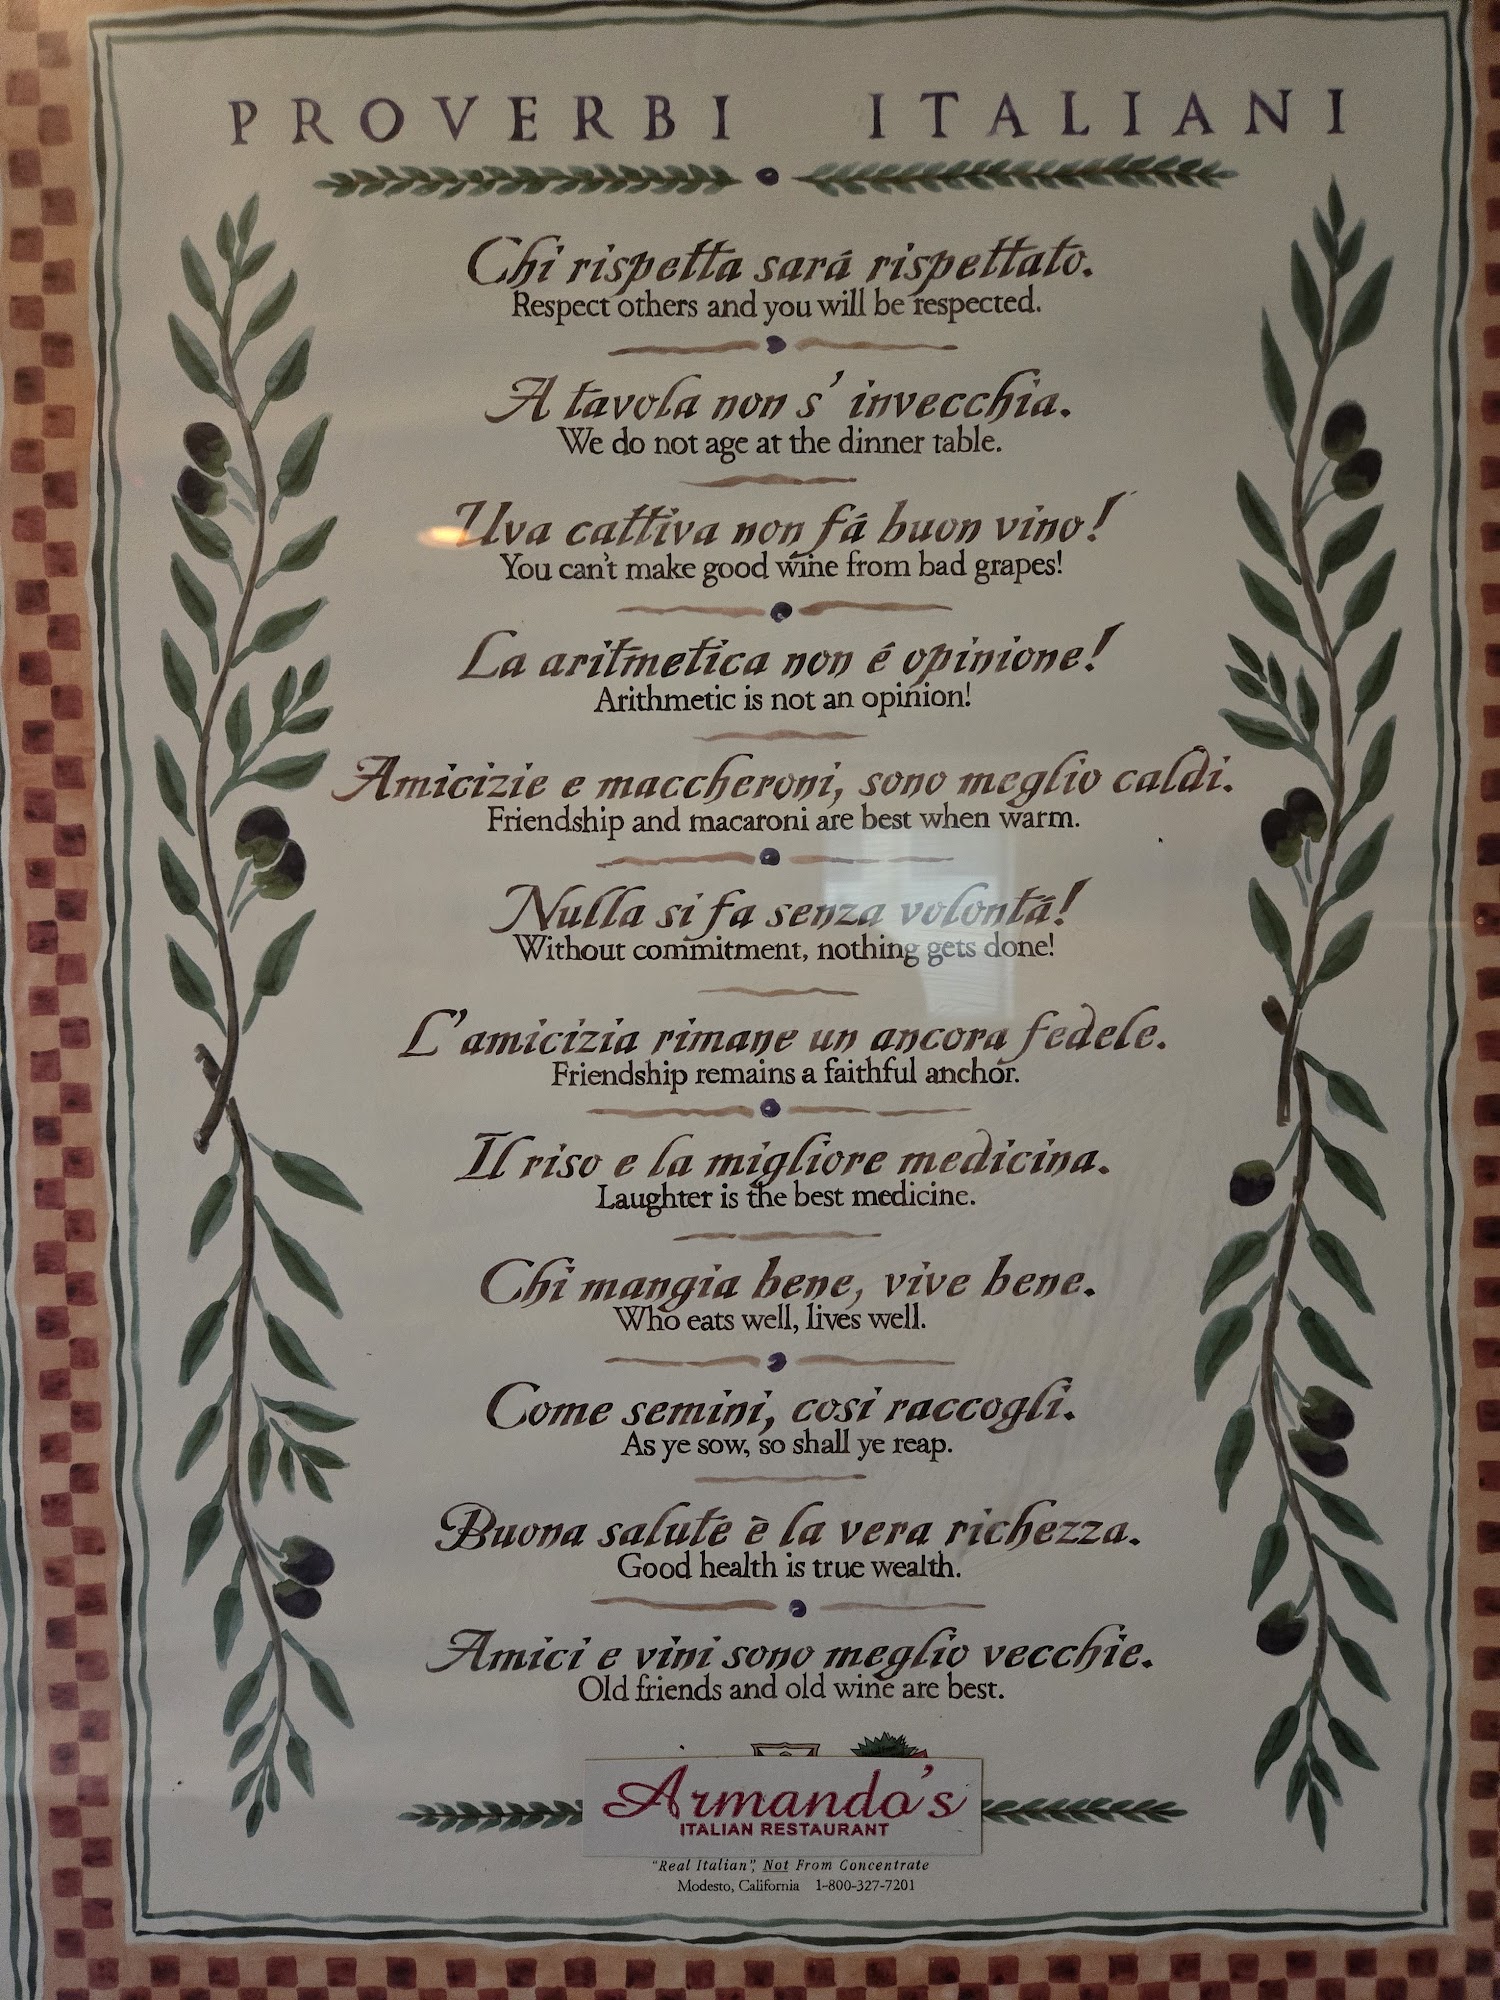 PROVERBI ITALIANI
Chi rispetta sará rispettato.
Respect others and you will be respected.
A tavola non s' invecchia.
We do not age at the dinner table.
Uva cattiva non fá buon vino!
You can't make good wine from bad grapes!
La aritmetica non é opinione!
Arithmetic is not an opinion!
Amicizie e maccheroni, sono meglio caldi.
Friendship and macaroni are best when warm.
Nulla si fa senza volontá!
Without commitment, nothing gets done!
L'amicizia rimane un ancora fedele.
Friendship remains a faithful anchor.
Il riso e la migliore medicina.
Laughter is the best medicine.
Chi mangia bene, vive bene.
Who eats well, lives well.
Come semini, cosi raccogli.
As ye sow, so shall ye reap.
Buona salute è la vera richezza.
Good health is true wealth.
Amici e vini sono meglio vecchie.
Old friends and old wine are best.
Armando's
ITALIAN RESTAURANT
"Real Italian", Not From Concentrate
Modesto, California 1-800-327-7201